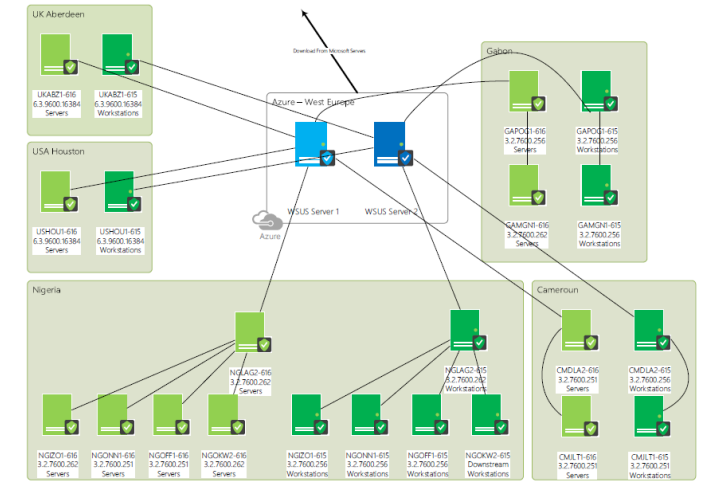 UK Aberdeen
UKABZ1-616
6.3.9600.16384
Servers
UKABZ1-615
6.3.9600.16384
Workstations
USA Houston
USHOU1-616
6.3.9600.16384
Servers
USHOU1-615
6.3.9600.16384
Workstations
Download From Microsoft Servers
Azure – West Europe
WSUS Server 1
WSUS Server 2
Azure
Gabon
GAPOG1-616
3.2.7600.256
Servers
GAPOG1-615
3.2.7600.256
Workstations
GAMGN1-616
3.2.7600.262
Servers
GAMGN1-615
3.2.7600.256
Workstations
Nigeria
NGLAG2-616
3.2.7600.262
Servers
NGLAG2-615
3.2.7600.262
Workstations
NGIZO1-616
3.2.7600.262
Servers
NGONN1-616
3.2.7600.251
Servers
NGOFF1-616
3.2.7600.251
Servers
NGOKW2-616
3.2.7600.262
Servers
NGIZO1-615
3.2.7600.256
Workstations
NGONN1-615
3.2.7600.256
Workstations
NGOFF1-615
3.2.7600.256
Workstations
NGOKW2-615
Downstream
Workstations
Cameroun
CMDLA2-616
3.2.7600.251
Servers
CMDLA2-615
3.2.7600.256
Workstations
CMJLT1-616
3.2.7600.251
Servers
CMJLT1-615
3.2.7600.251
Workstations